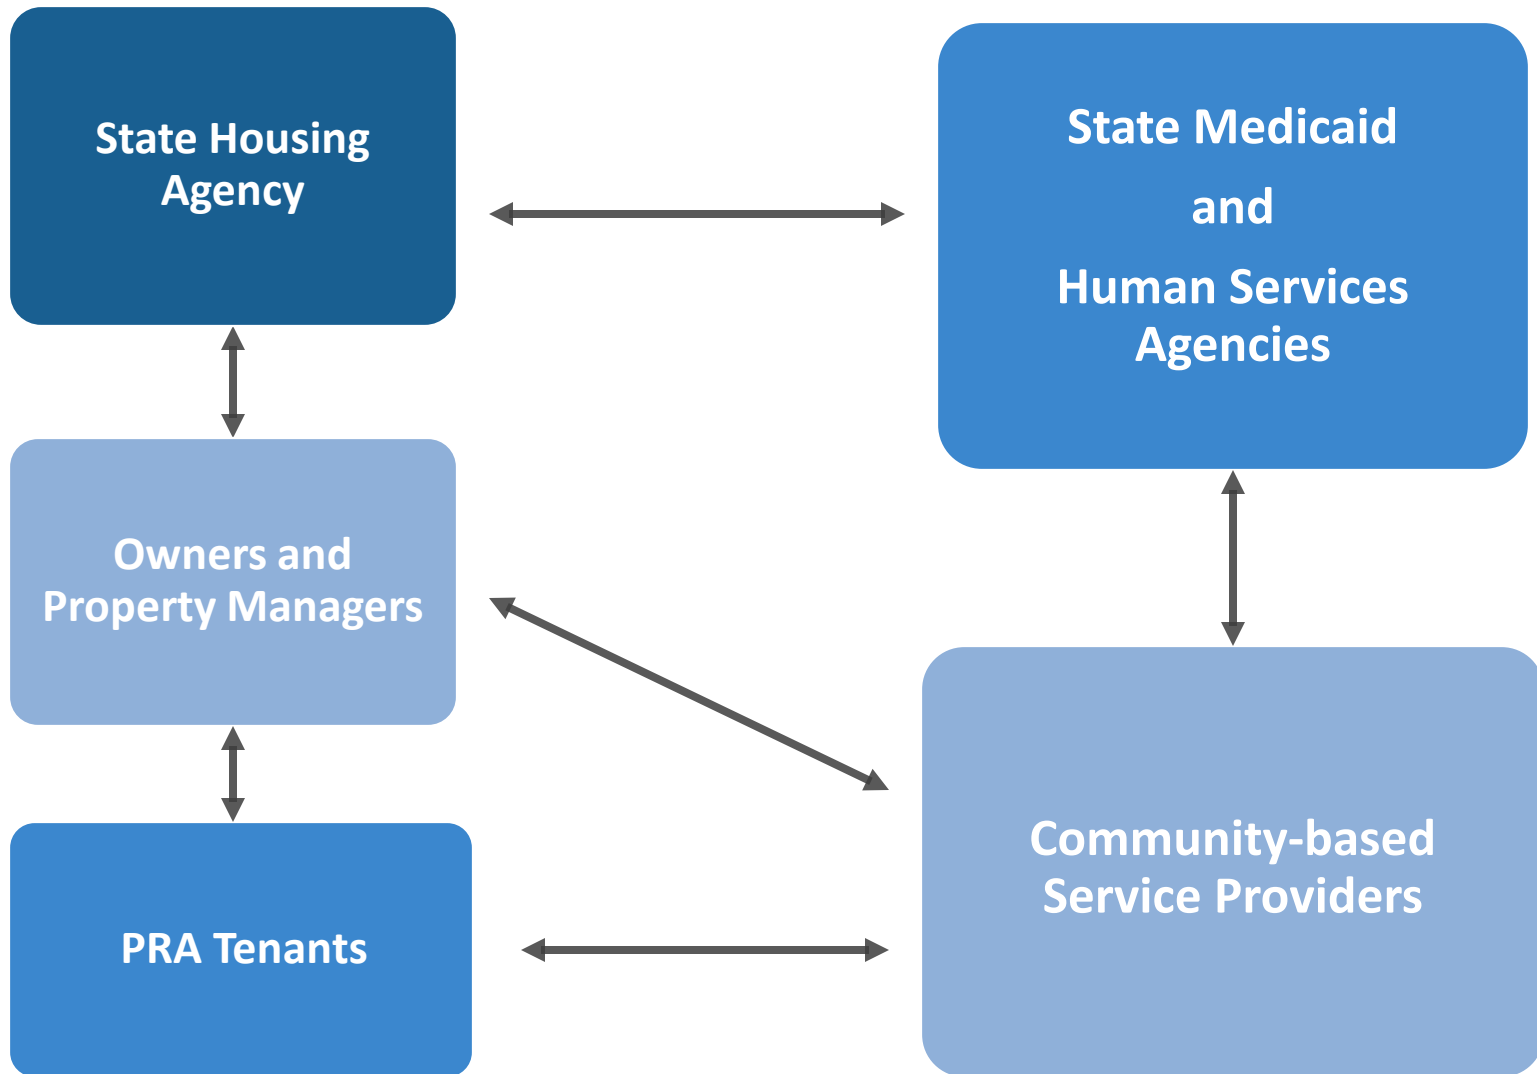 State Housing
Agency
State Medicaid
and
Human Services
Agencies
Owners and
Property Managers
Community-based
Service Providers
PRA Tenants